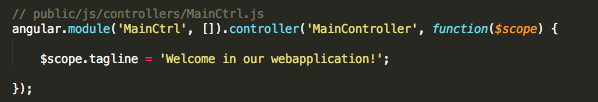 // public/js/controllers/MainCtrl.js
angular.module('MainCtrl', []).controller('MainController', function($scope) {
    $scope.tagline = 'Welcome in our webapplication!';
});